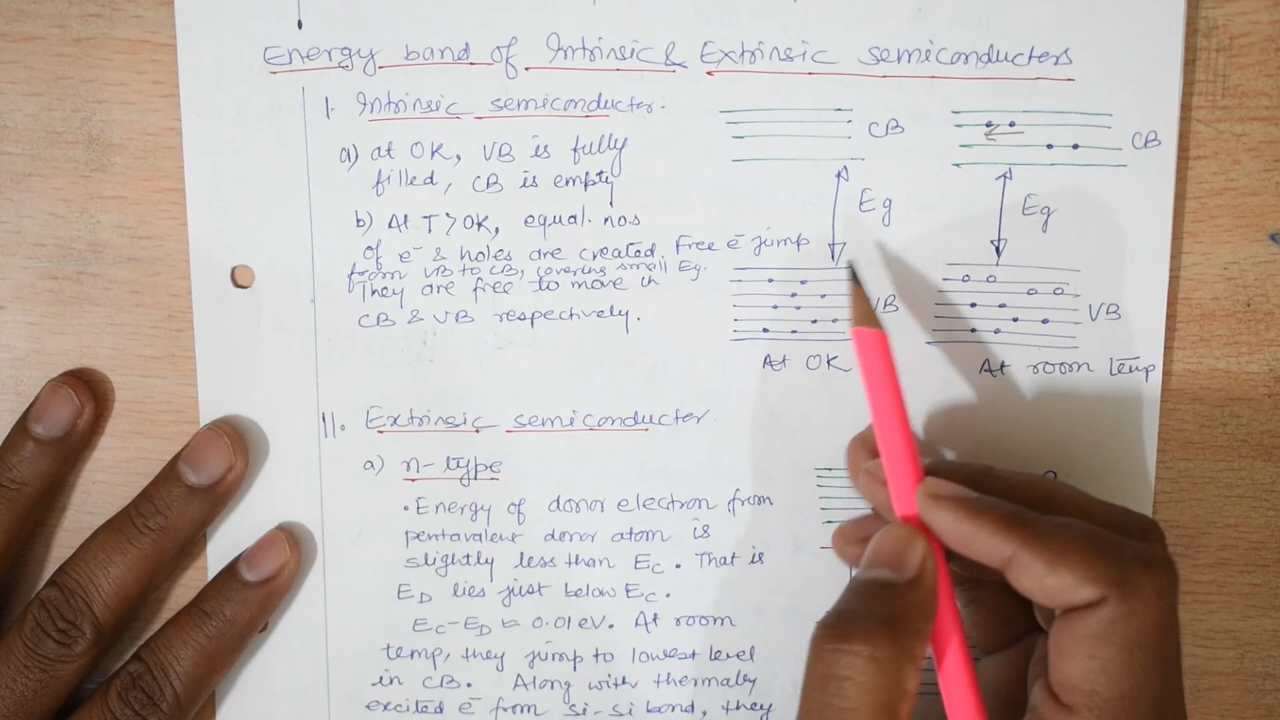 Energy band of Intrinsic & Extrinsic semiconductors
I. Intrinsic semiconductor.
a) at 0K, VB is fully
filled, CB is empty
b) At T>0K, equal nos
of e⁻ & holes are created. Free e⁻ jump
from VB to CB, covering small Eg.
They are free to move in
CB & VB respectvely.
CB
Eg
VB
At 0K
CB
Eg
VB
At room temp
II. Extrinsic semiconducter.
a) n-type
• Energy of donor electron from
pentavalent donor atom is
slightly less than Ec. That is
ED lies just below Ec.
Ec-ED ≈ 0.01eV. At room
temp, they jump to lowest level
in CB. Along with thermally
excited e⁻ from Si-Si bond, they